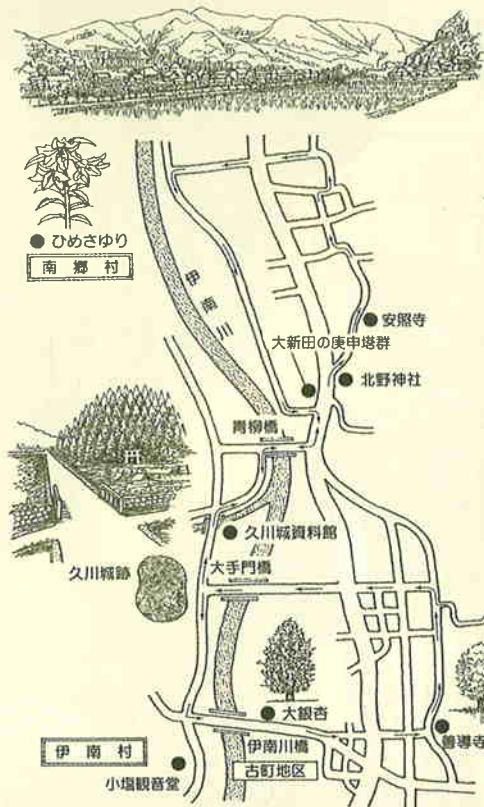 ひめさゆり
南郷村
伊南川
安照寺
大新田の庚申塔群
北野神社
青柳橋
久川城資料館
久川城跡
大手門橋
大銀杏
伊南村
伊南川橋
善導寺
古町地区
小塩観音堂